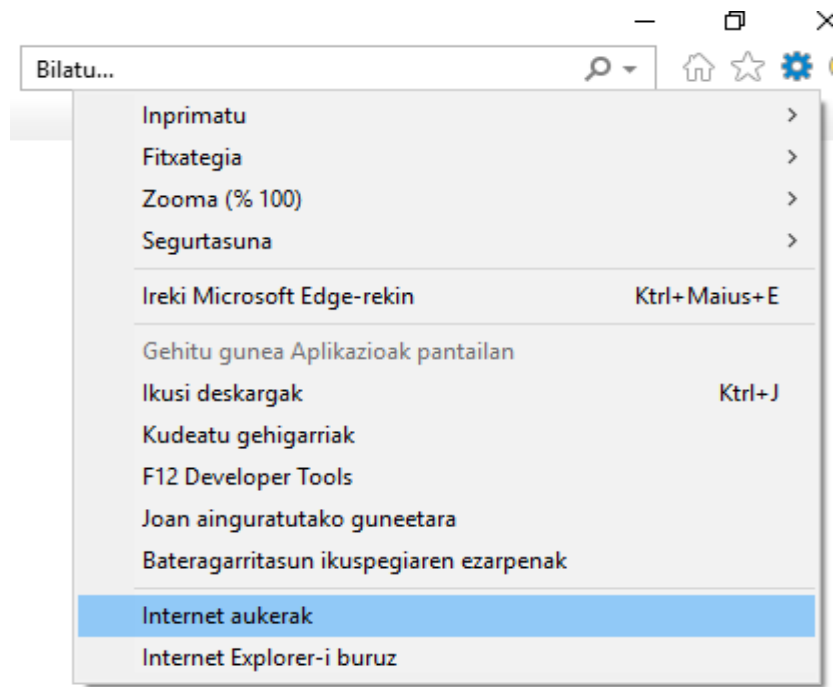 Bilatu...
Inprimatu
Fitxategia
Zooma (% 100)
Segurtasuna
Ireki Microsoft Edge-rekin Ktrl+Maius+E
Gehitu gunea Aplikazioak pantailan
Ikusi deskargak Ktrl+J
Kudeatu gehigarriak
F12 Developer Tools
Joan ainguratutako guneetara
Bateragarritasun ikuspegiaren ezarpenak
Internet aukerak
Internet Explorer-i buruz